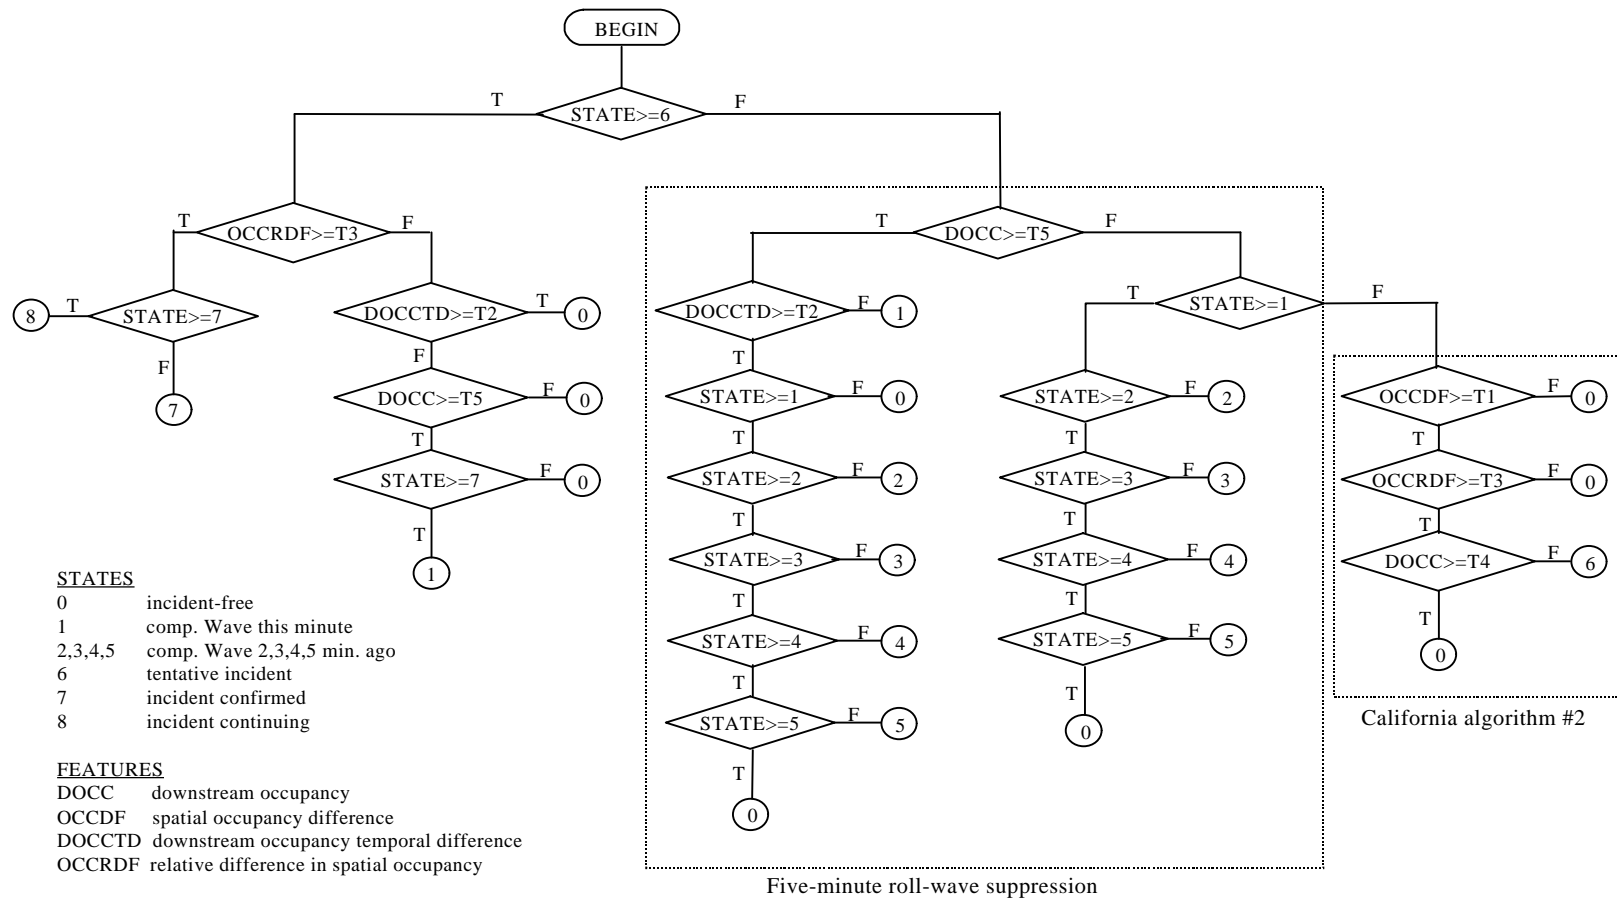 BEGIN
T
STATE>=6
F
T
OCCRDF>=T3
F
T
DOCC>=T5
F
8
T
STATE>=7
F
7
DOCCTD>=T2
T
0
F
DOCC>=T5
F
0
T
STATE>=7
F
0
T
1
DOCCTD>=T2
F
1
T
STATE>=1
F
0
T
STATE>=2
F
2
T
STATE>=3
F
3
T
STATE>=4
F
4
T
STATE>=5
F
5
T
0
T
STATE>=1
F
STATE>=2
F
2
T
STATE>=3
F
3
T
STATE>=4
F
4
T
STATE>=5
F
5
T
0
OCCDF>=T1
F
0
T
OCCRDF>=T3
F
0
T
DOCC>=T4
F
6
T
0
California algorithm #2
Five-minute roll-wave suppression
STATES
0 incident-free
1 comp. Wave this minute
2,3,4,5 comp. Wave 2,3,4,5 min. ago
6 tentative incident
7 incident confirmed
8 incident continuing
FEATURES
DOCC downstream occupancy
OCCDF spatial occupancy difference
DOCCTD downstream occupancy temporal difference
OCCRDF relative difference in spatial occupancy